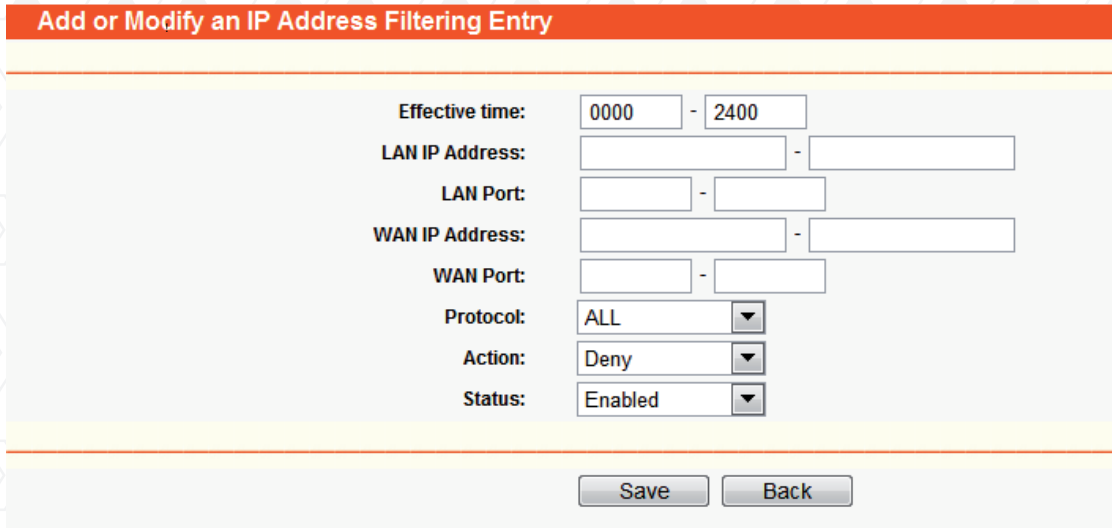 Add or Modify an IP Address Filtering Entry
Effective time: 0000 - 2400
LAN IP Address: -
LAN Port: -
WAN IP Address: -
WAN Port: -
Protocol: ALL
Action: Deny
Status: Enabled
Save Back